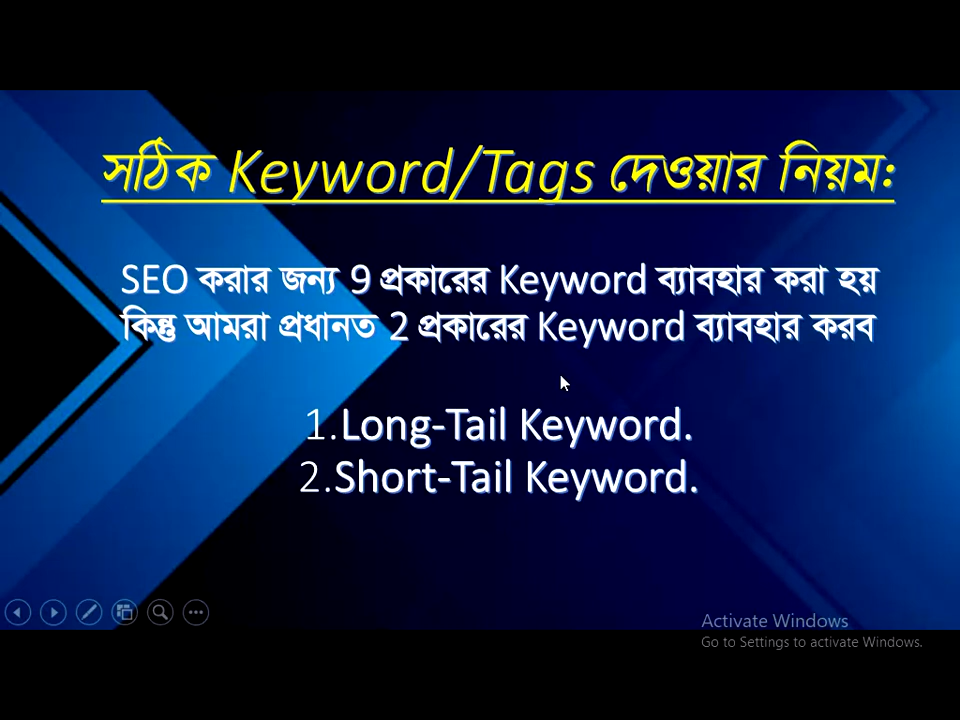 সঠিক Keyword/Tags দেওয়ার নিয়মঃ
SEO করার জন্য 9 প্রকারের Keyword ব্যাবহার করা হয়
কিন্তু আমরা প্রধানত 2 প্রকারের Keyword ব্যাবহার করব
1.Long-Tail Keyword.
2.Short-Tail Keyword.
Activate Windows
Go to Settings to activate Windows.